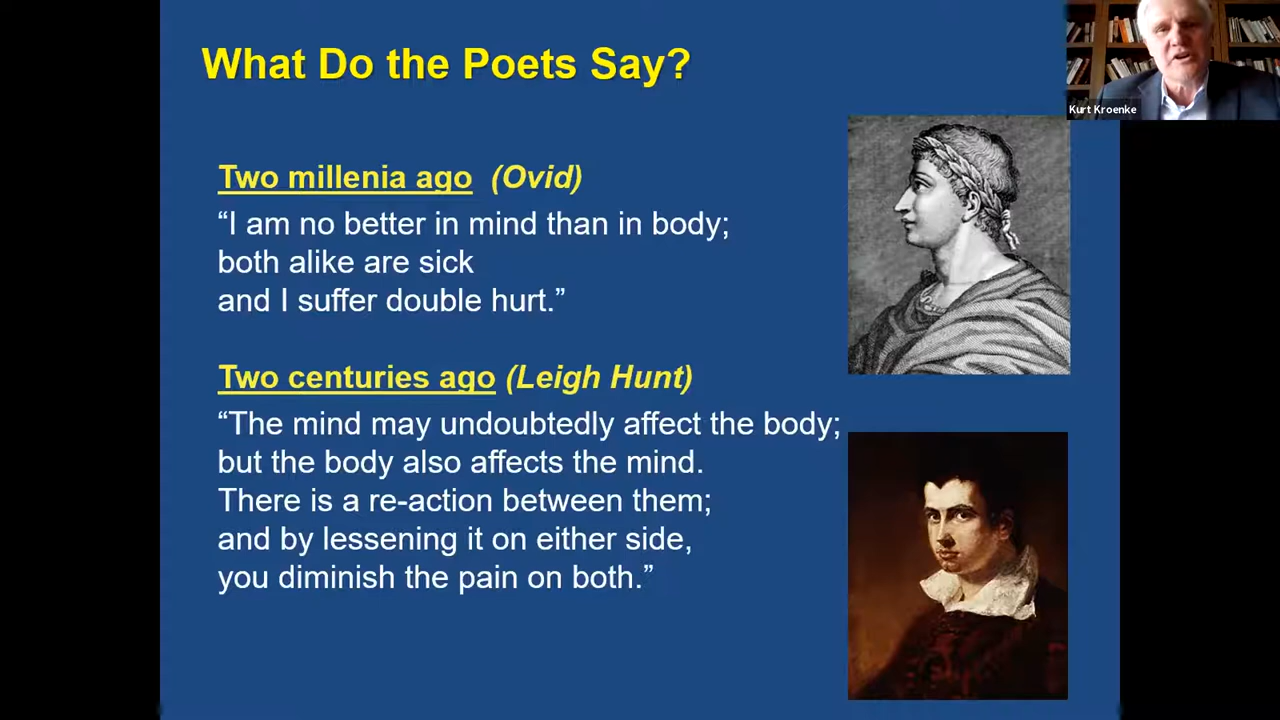 What Do the Poets Say?
Kurt Kroenke
Two millenia ago (Ovid)
“I am no better in mind than in body;
both alike are sick
and I suffer double hurt.”
Two centuries ago (Leigh Hunt)
“The mind may undoubtedly affect the body;
but the body also affects the mind.
There is a re-action between them;
and by lessening it on either side,
you diminish the pain on both.”